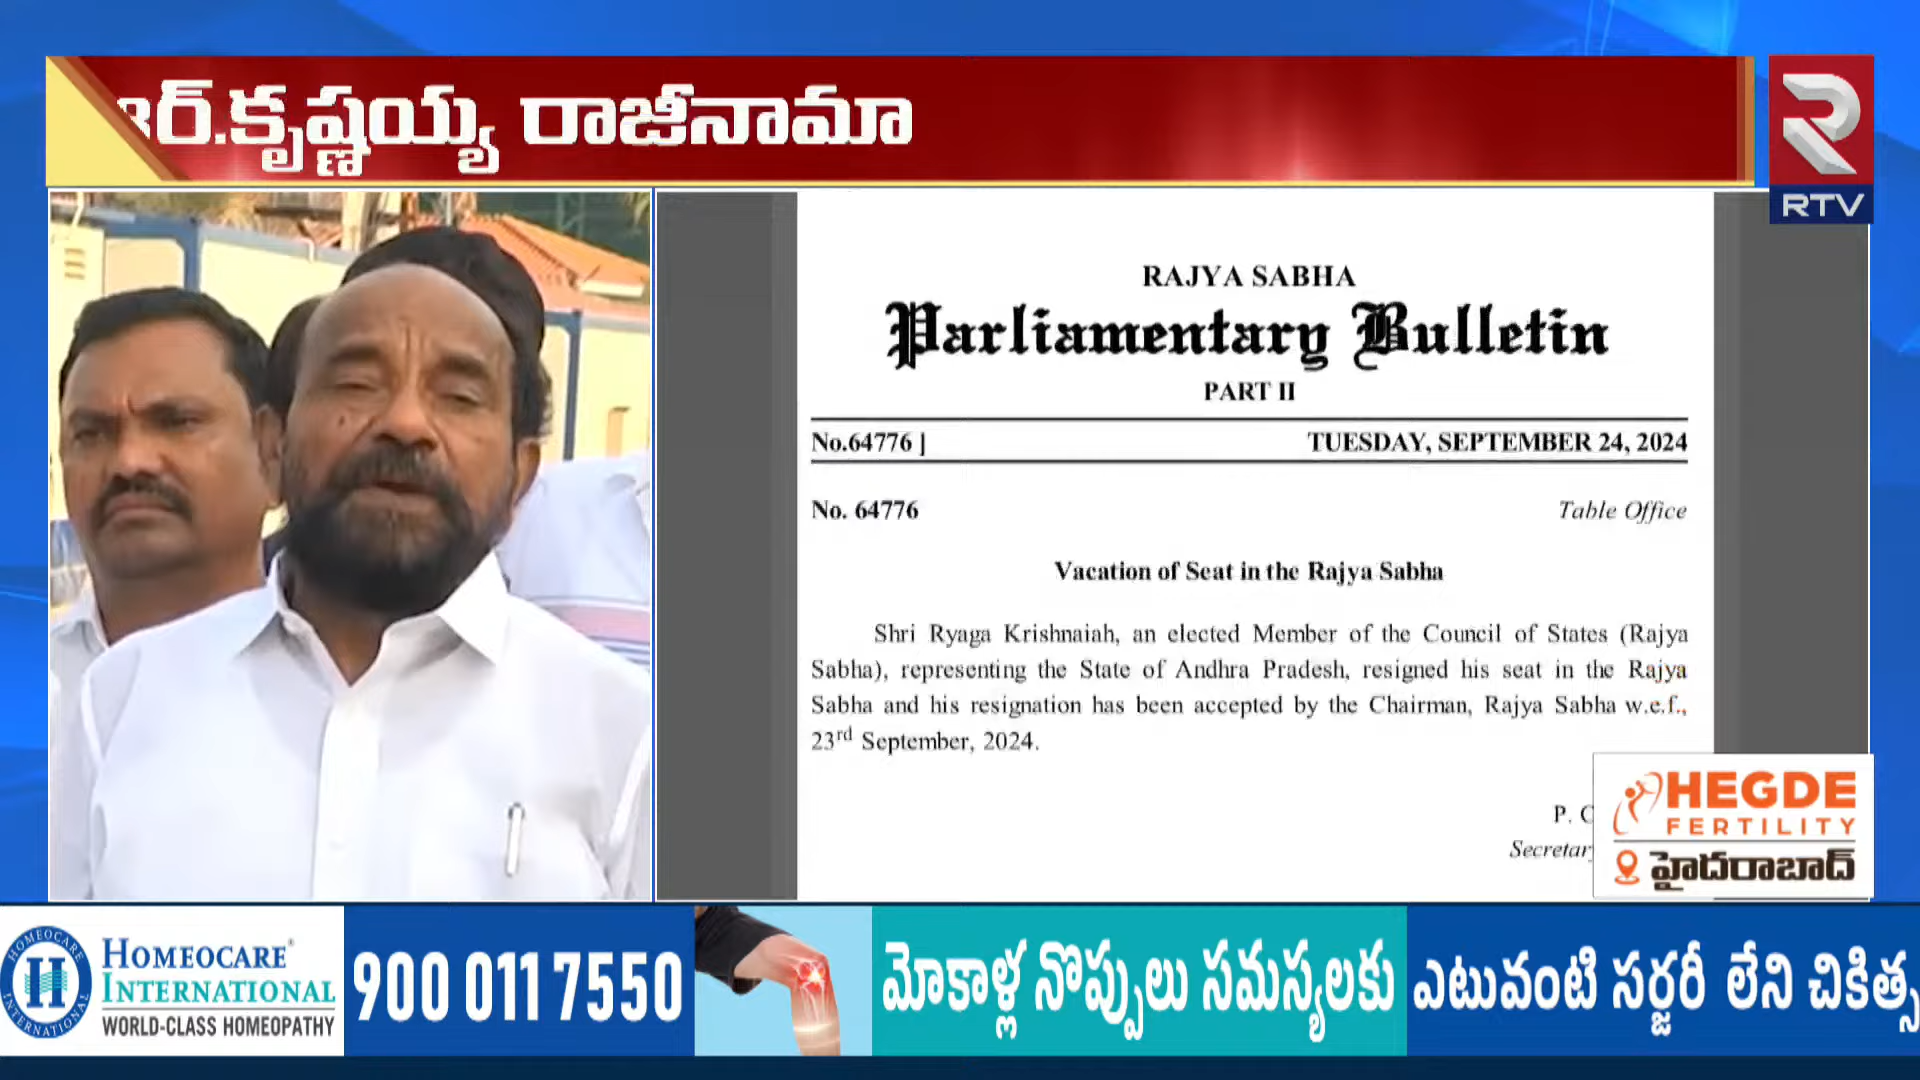 ఆర్.కృష్ణయ్య రాజీనామా
RTV
RAJYA SABHA
Parliamentary Bulletin
PART II
No.64776 ] TUESDAY, SEPTEMBER 24, 2024
No. 64776 Table Office
Vacation of Seat in the Rajya Sabha
Shri Ryaga Krishnaiah, an elected Member of the Council of States (Rajya
Sabha), representing the State of Andhra Pradesh, resigned his seat in the Rajya
Sabha and his resignation has been accepted by the Chairman, Rajya Sabha w.e.f.,
23rd September, 2024.
P. C
Secretar
HEGDE
FERTILITY
హైదరాబాద్
HOMEOCARE INTERNATIONAL
HOMEOCARE®
INTERNATIONAL
WORLD-CLASS HOMEOPATHY
900 011 7550
మోకాళ్ల నొప్పులు సమస్యలకు
ఎటువంటి సర్జరీ లేని చికిత్స